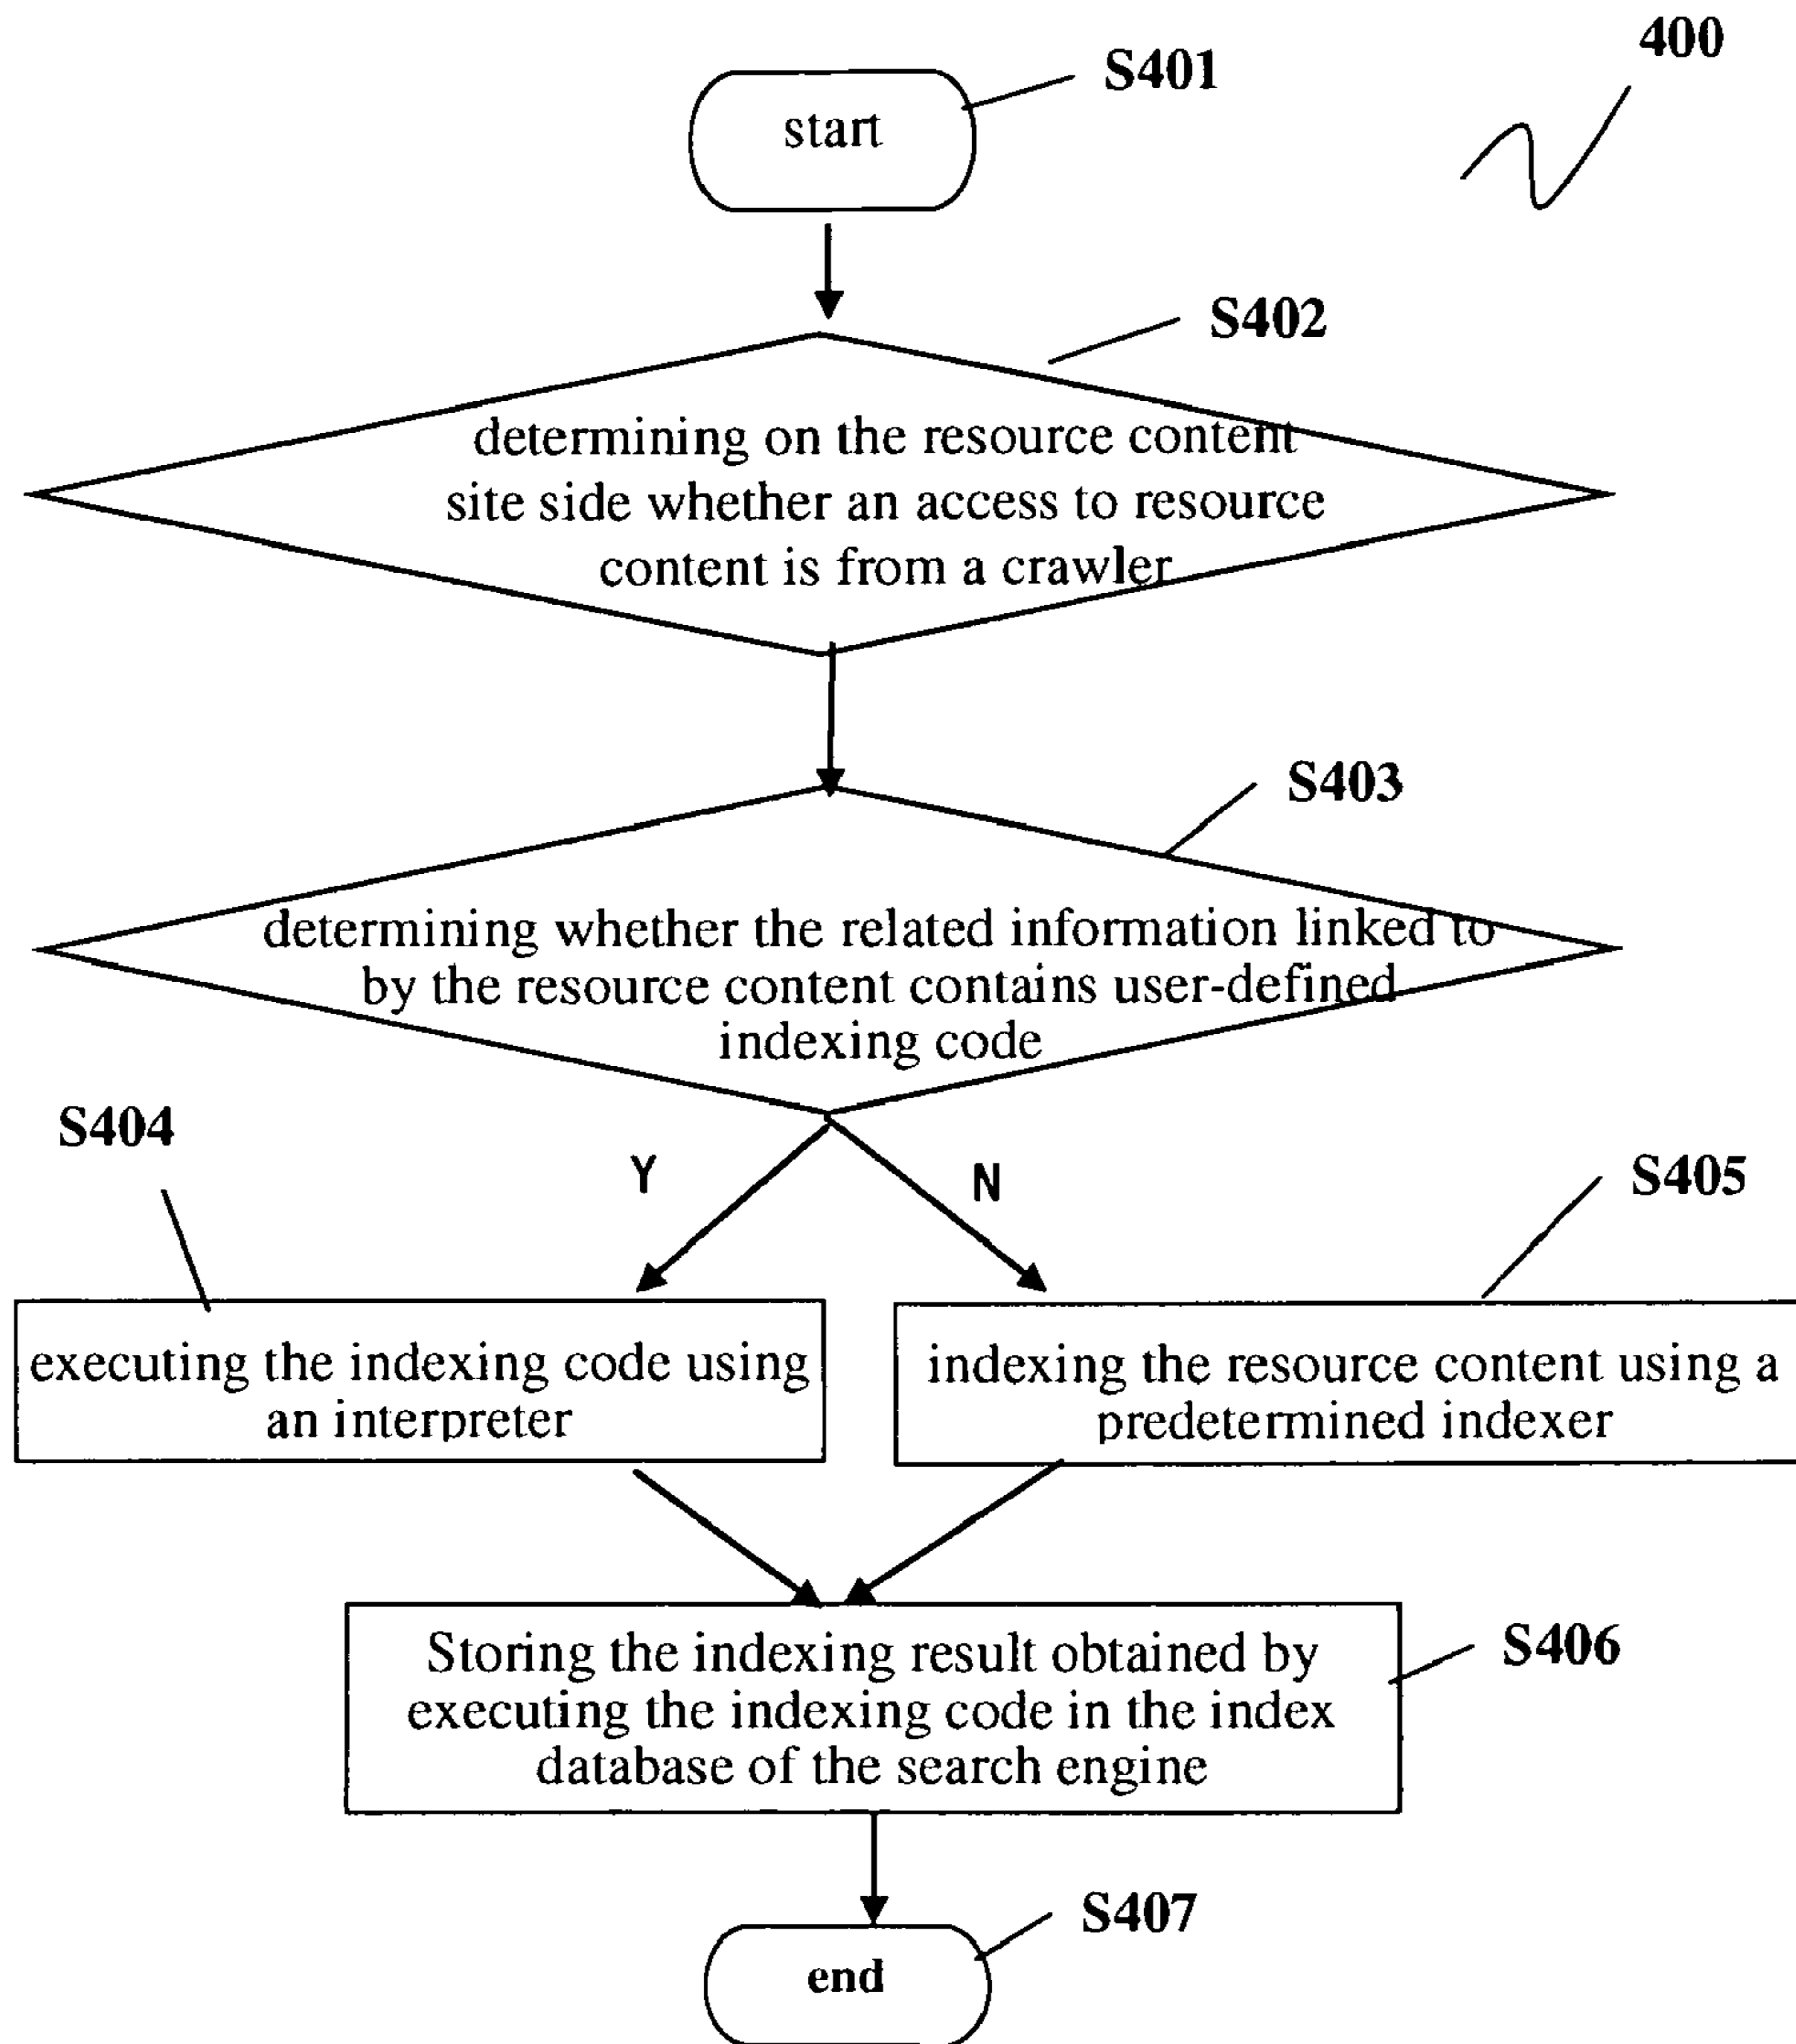 400
S401
start
S402
determining on the resource content
site side whether an access to resource
content is from a crawler
S403
determining whether the related information linked to
by the resource content contains user-defined
indexing code
S404
Y
N
S405
executing the indexing code using
an interpreter
indexing the resource content using a
predetermined indexer
Storing the indexing result obtained by
executing the indexing code in the index
database of the search engine
S406
S407
end